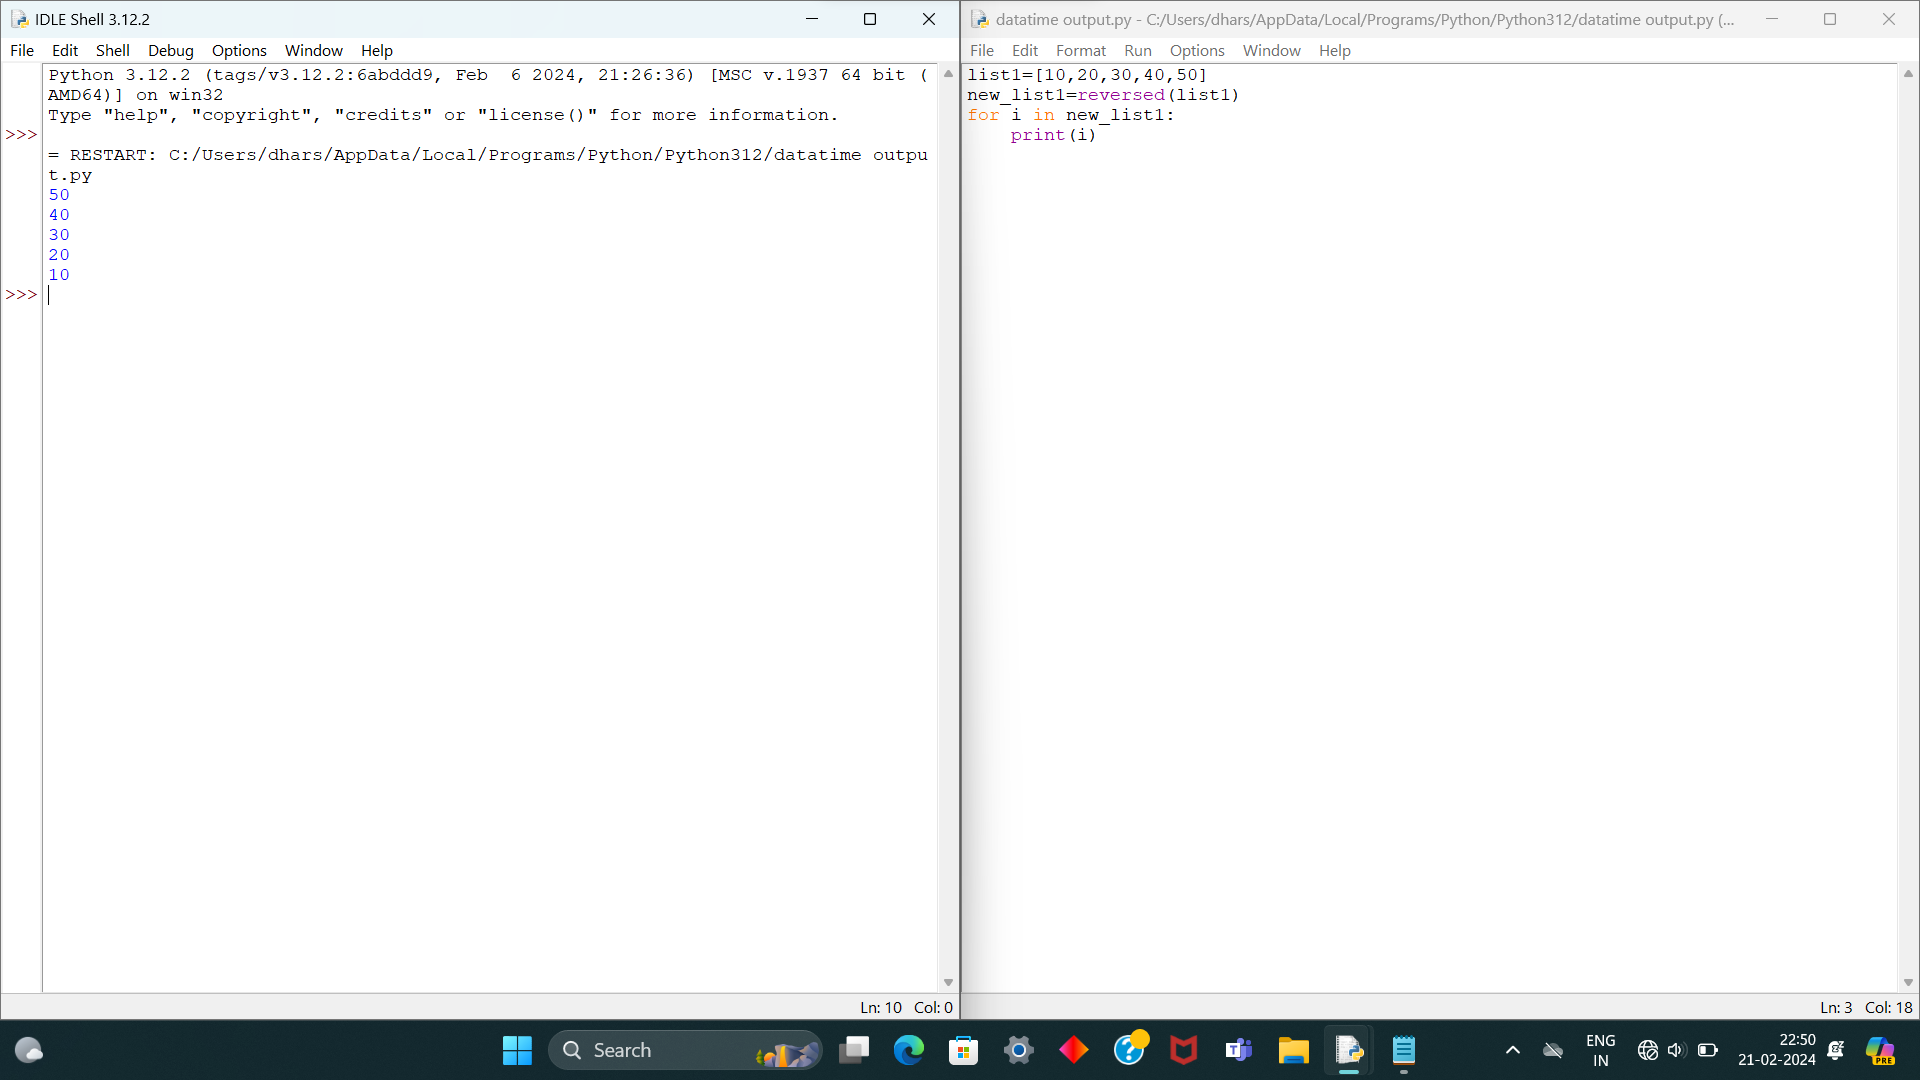 IDLE Shell 3.12.2
File Edit Shell Debug Options Window Help
Python 3.12.2 (tags/v3.12.2:6abddd9, Feb  6 2024, 21:26:36) [MSC v.1937 64 bit (
AMD64)] on win32
Type "help", "copyright", "credits" or "license()" for more information.
>>>
= RESTART: C:/Users/dhars/AppData/Local/Programs/Python/Python312/datatime outpu
t.py
50
40
30
20
10
>>>
Ln: 10 Col: 0
datatime output.py - C:/Users/dhars/AppData/Local/Programs/Python/Python312/datatime output.py (...
File Edit Format Run Options Window Help
list1=[10,20,30,40,50]
new_list1=reversed(list1)
for i in new_list1:
    print(i)
Ln: 3 Col: 18
Search
ENG
IN
22:50
21-02-2024
PRE